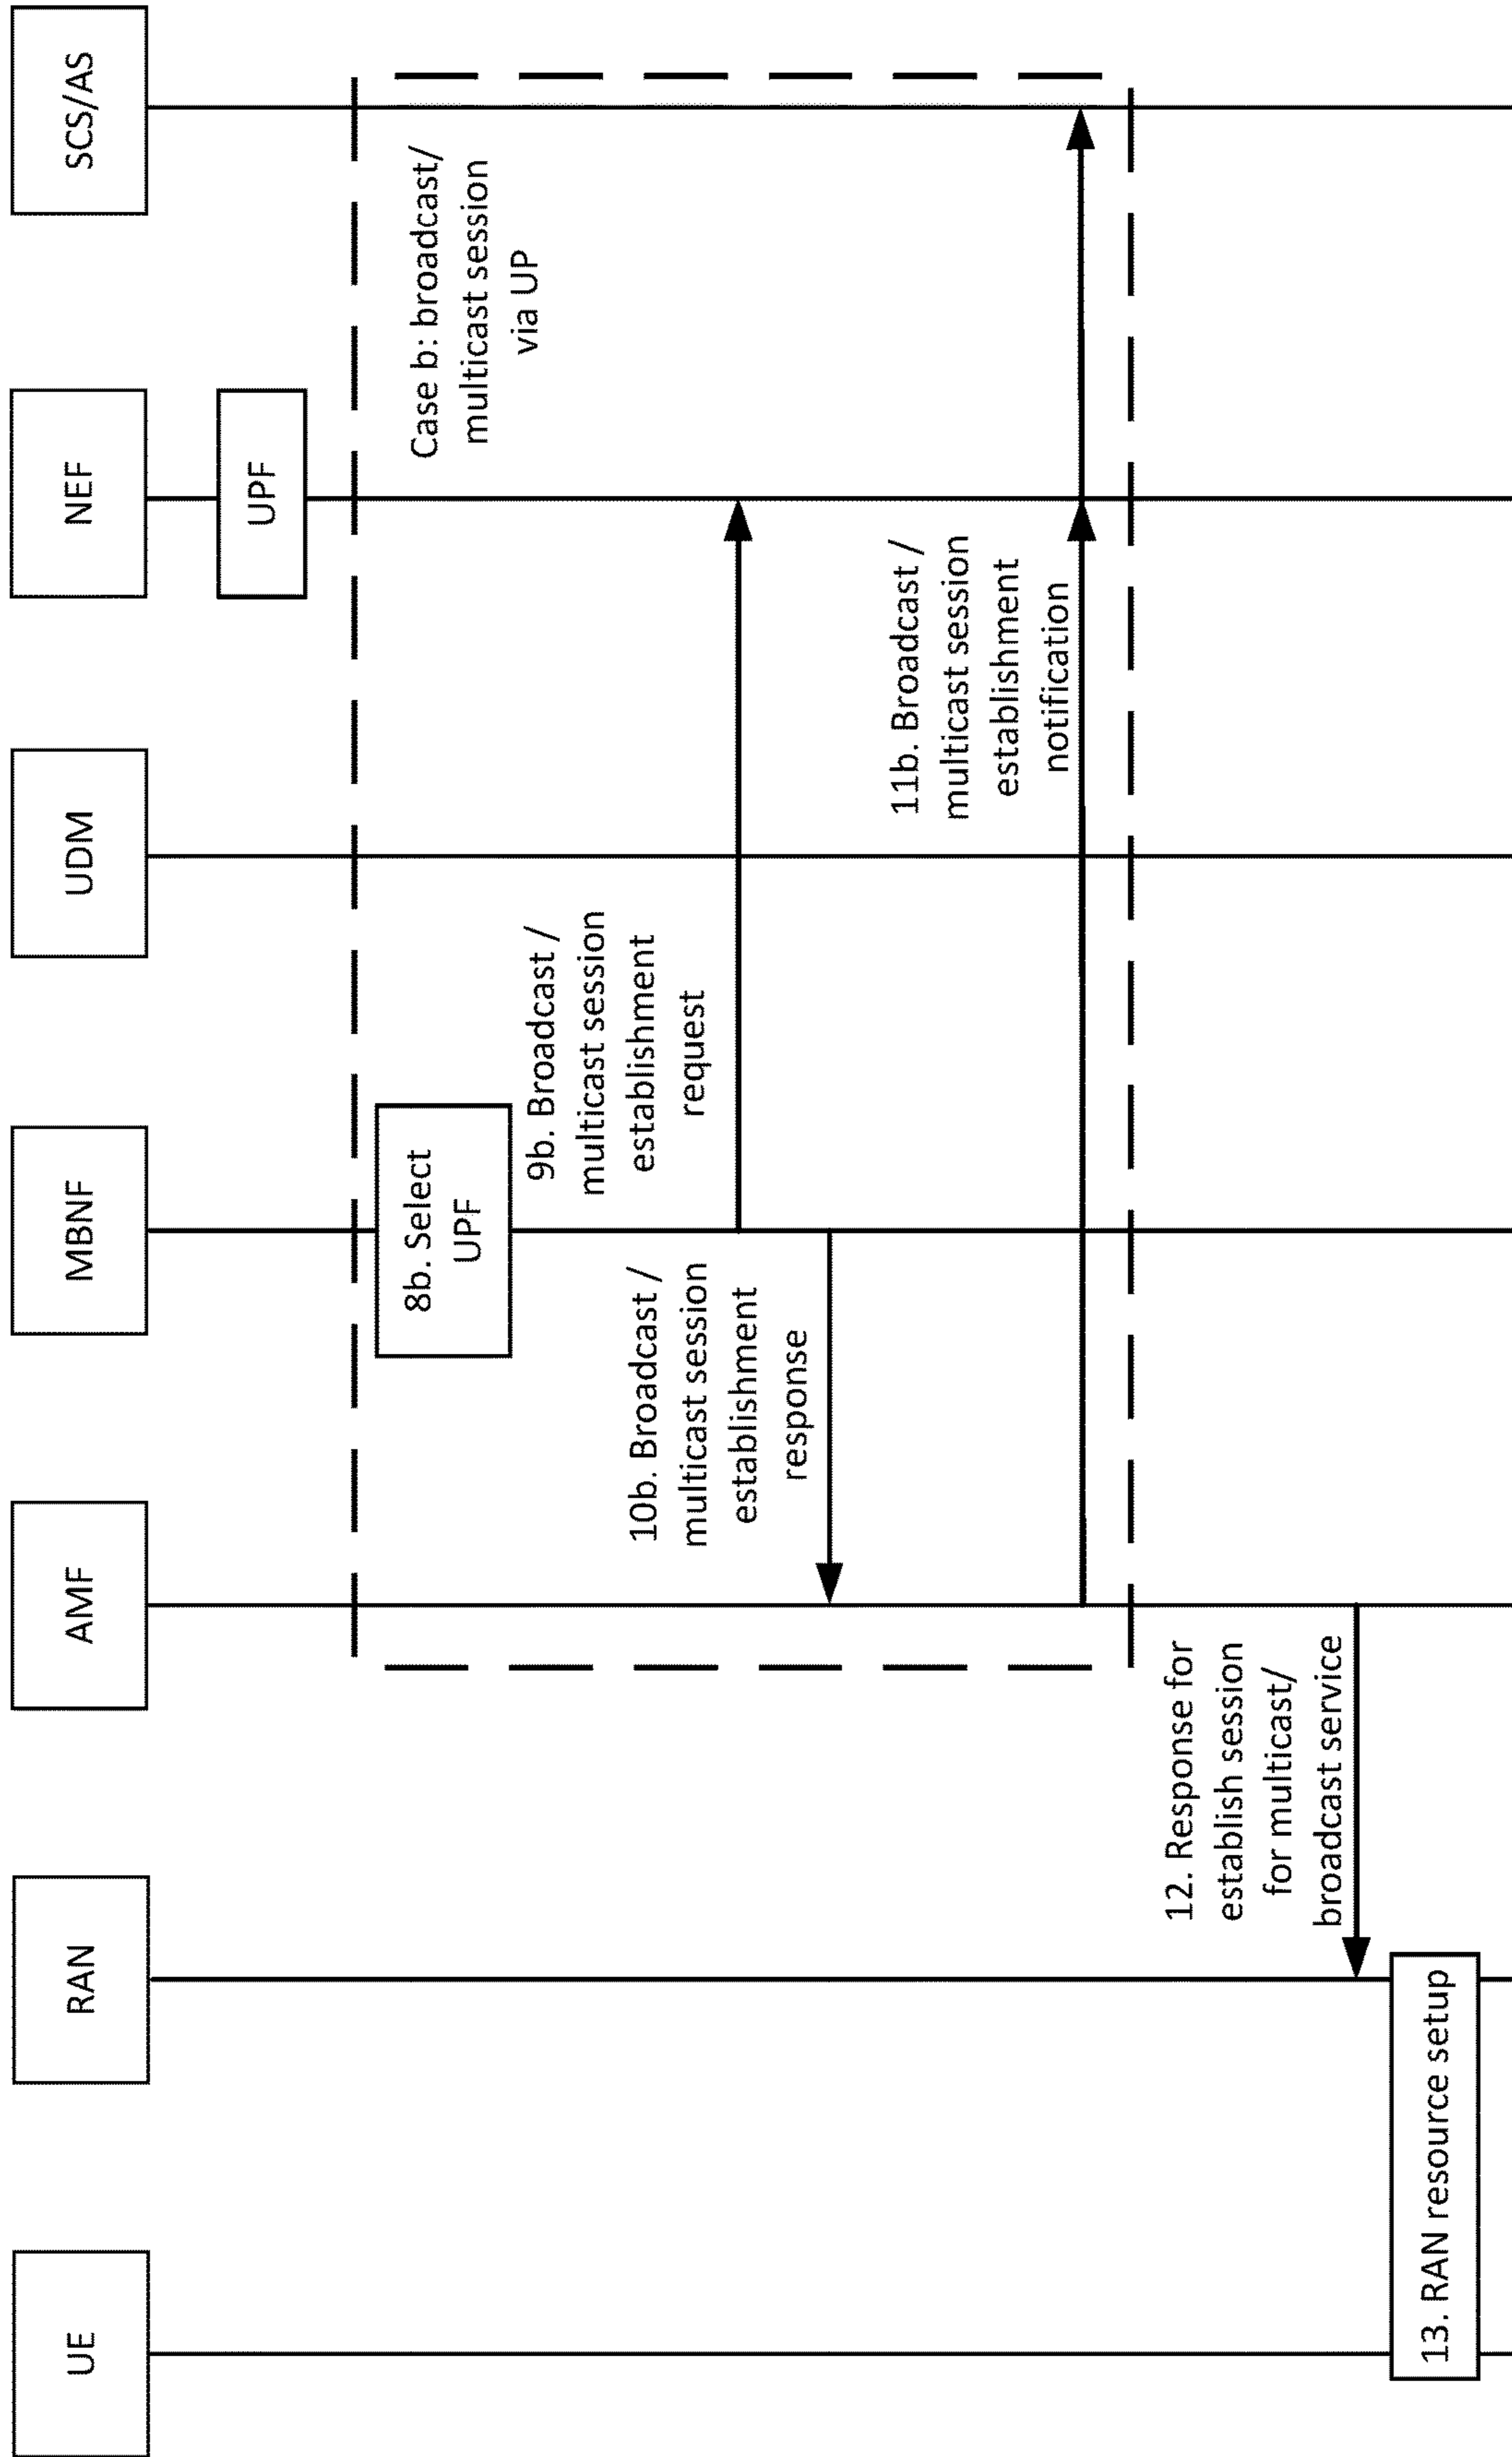 UE
RAN
AMF
MBNF
UDM
NEF
SCS/AS
UPF
8b. Select
UPF
Case b: broadcast/
multicast session
via UP
9b. Broadcast /
multicast session
establishment
request
10b. Broadcast /
multicast session
establishment
response
11b. Broadcast /
multicast session
establishment
notification
12. Response for
establish session
for multicast/
broadcast service
13. RAN resource setup